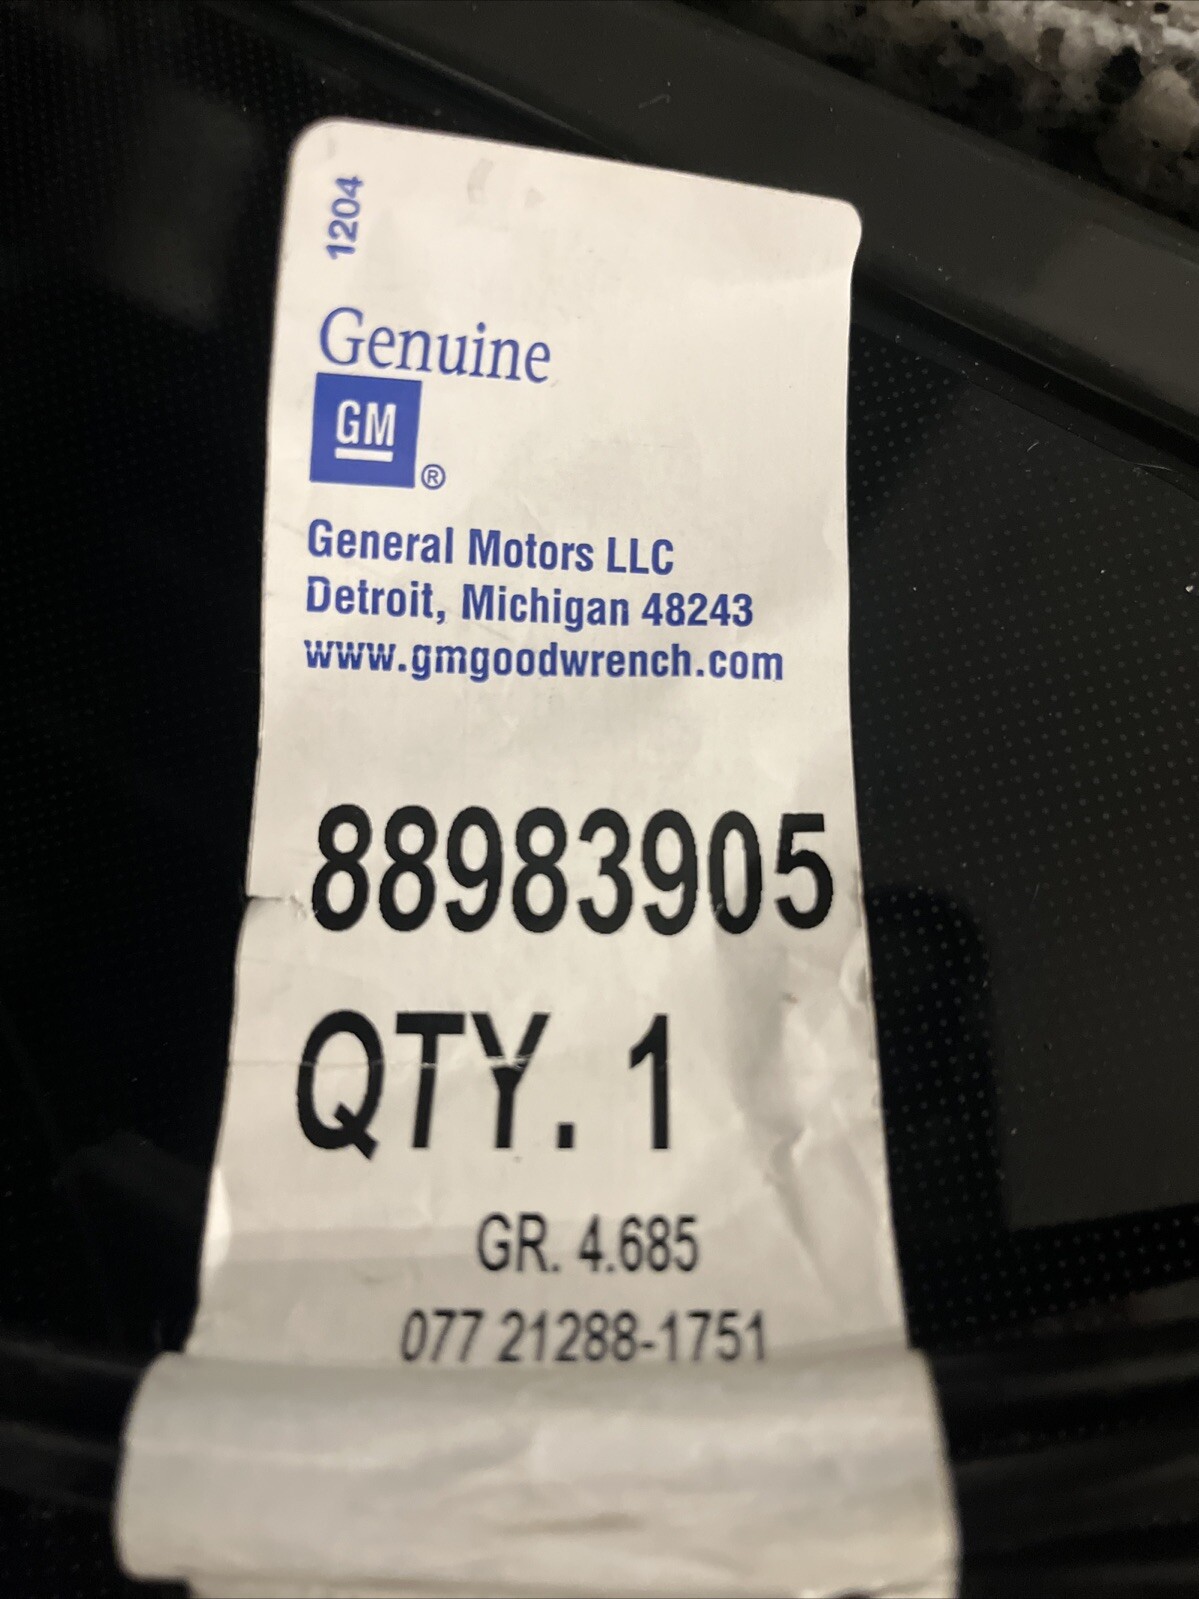 1204
Genuine
GM
®
General Motors LLC
Detroit, Michigan 48243
www.gmgoodwrench.com
88983905
QTY. 1
GR. 4.685
077 21288-1751